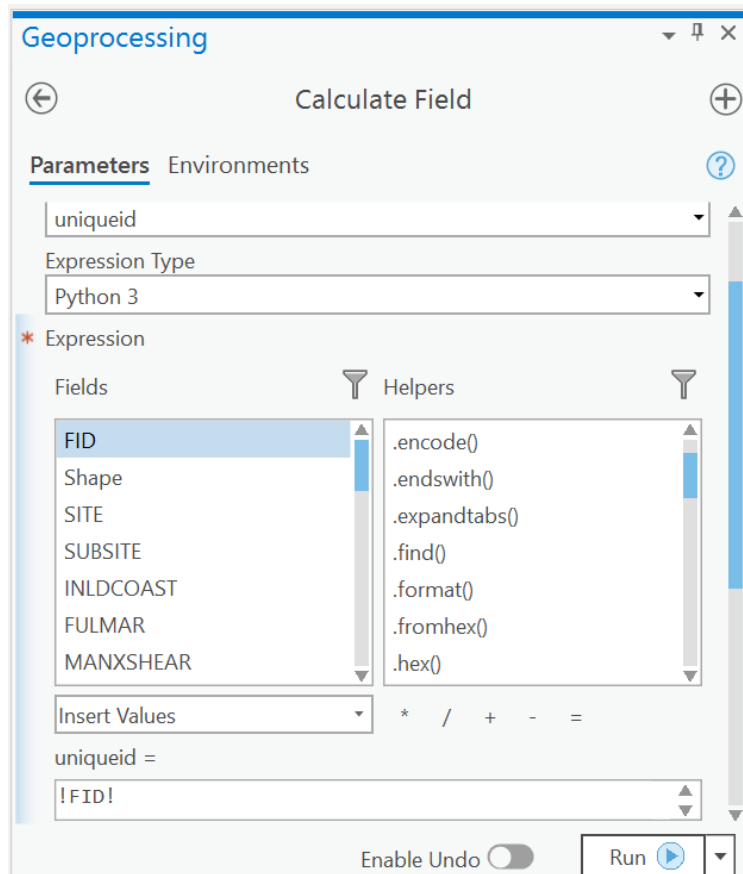 Geoprocessing
Calculate Field
Parameters Environments
?
uniqueid
Expression Type
Python 3
* Expression
Fields Helpers
FID .encode()
Shape .endswith()
SITE .expandtabs()
SUBSITE .find()
INLDCOAST .format()
FULMAR .fromhex()
MANXSHEAR .hex()
Insert Values * / + - =
uniqueid =
!FID!
Enable Undo Run